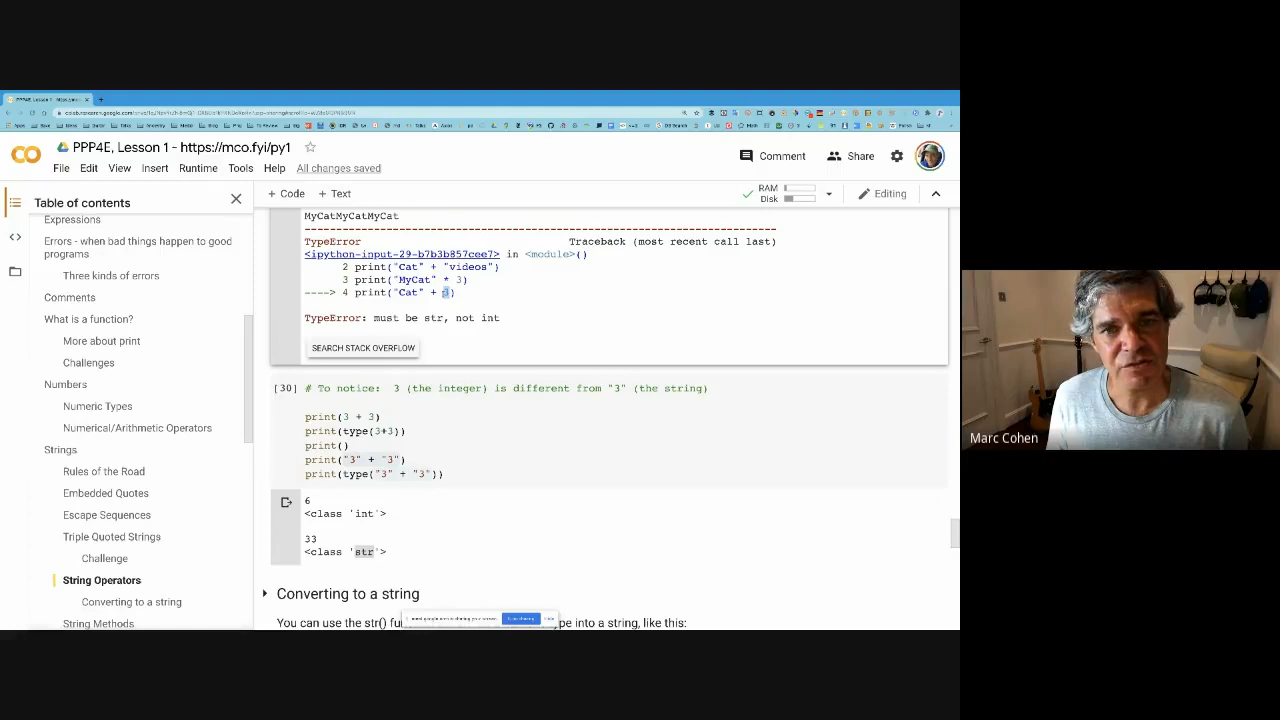 PPP4E, Lesson 1 - https://mco.fyi/py1
Comment
Share
File Edit View Insert Runtime Tools Help All changes saved
Table of contents
+ Code + Text
RAM
Disk
Editing
Expressions
Errors - when bad things happen to good
programs
Three kinds of errors
Comments
What is a function?
More about print
Challenges
Numbers
Numeric Types
Numerical/Arithmetic Operators
Strings
Rules of the Road
Embedded Quotes
Escape Sequences
Triple Quoted Strings
Challenge
String Operators
Converting to a string
String Methods
MyCatMyCatMyCat
TypeError Traceback (most recent call last)
<ipython-input-29-b7b3b857cee7> in <module>()
2 print("Cat" + "videos")
3 print("MyCat" * 3)
----> 4 print("Cat" + 3)
TypeError: must be str, not int
SEARCH STACK OVERFLOW
[30] # To notice: 3 (the integer) is different from "3" (the string)
print(3 + 3)
print(type(3+3))
print()
print("3" + "3")
print(type("3" + "3"))
6
<class 'int'>
33
<class 'str'>
Converting to a string
You can use the str() type into a string, like this:
Marc Cohen